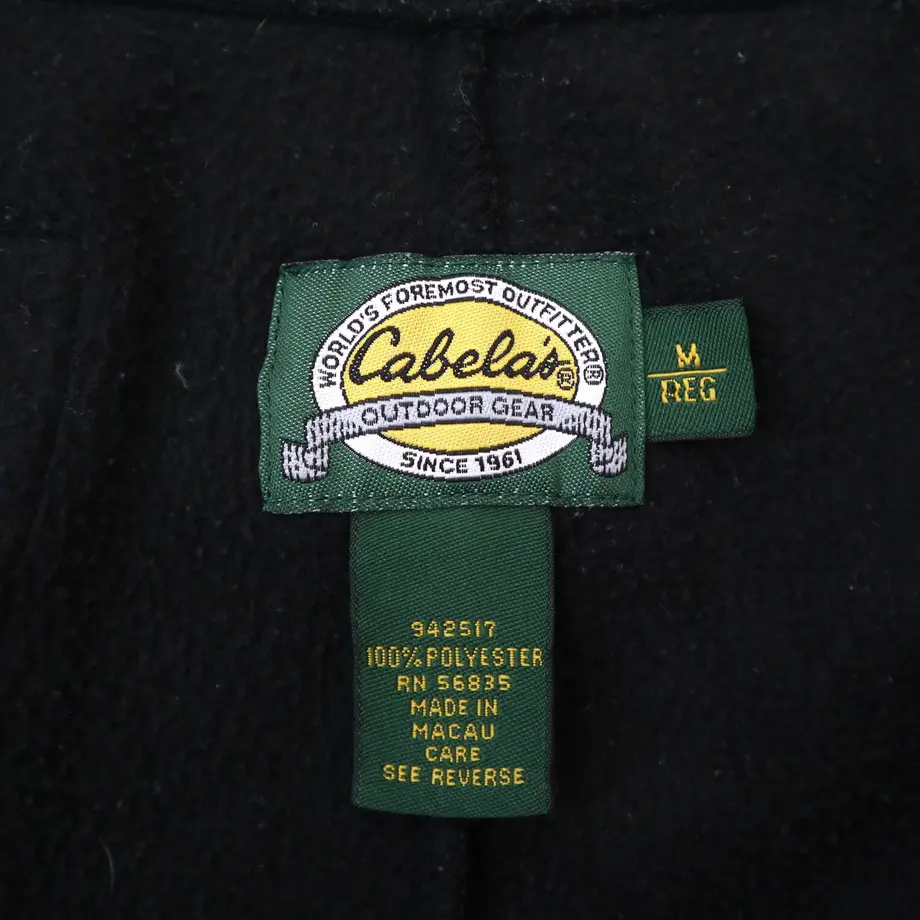 WORLD'S FOREMOST OUTFITTER®
Cabela's®
OUTDOOR GEAR
SINCE 1961
M
REG
942517
100% POLYESTER
RN 56835
MADE IN
MACAU
CARE
SEE REVERSE